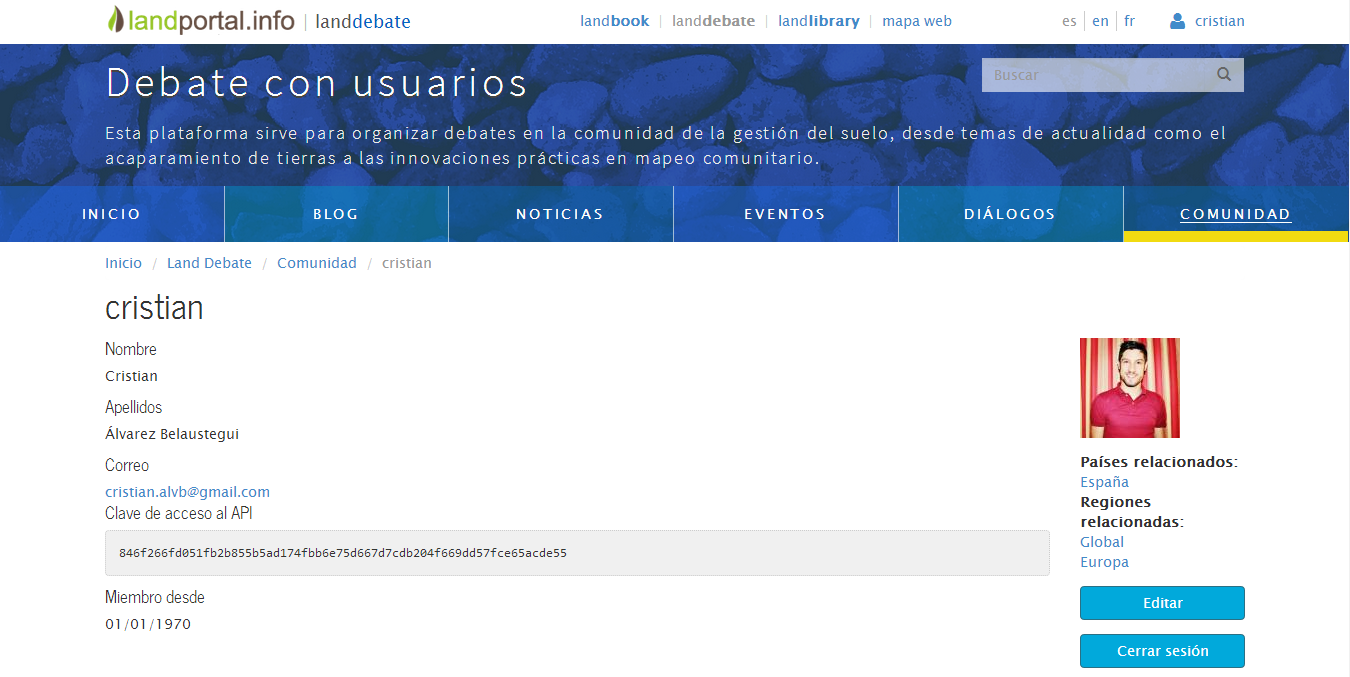 landportal.info | landdebate
landbook | landdebate | landlibrary | mapa web
es | en | fr
cristian
Debate con usuarios
Buscar
Esta plataforma sirve para organizar debates en la comunidad de la gestión del suelo, desde temas de actualidad como el
acaparamiento de tierras a las innovaciones prácticas en mapeo comunitario.
INICIO
BLOG
NOTICIAS
EVENTOS
DIÁLOGOS
COMUNIDAD
Inicio / Land Debate / Comunidad / cristian
cristian
Nombre
Cristian
Apellidos
Álvarez Belaustegui
Correo
cristian.alvb@gmail.com
Clave de acceso al API
846f266fd051fb2b855b5ad174fbb6e75d667d7cdb204f669dd57fce65acde55
Miembro desde
01/01/1970
Países relacionados:
España
Regiones
relacionadas:
Global
Europa
Editar
Cerrar sesión